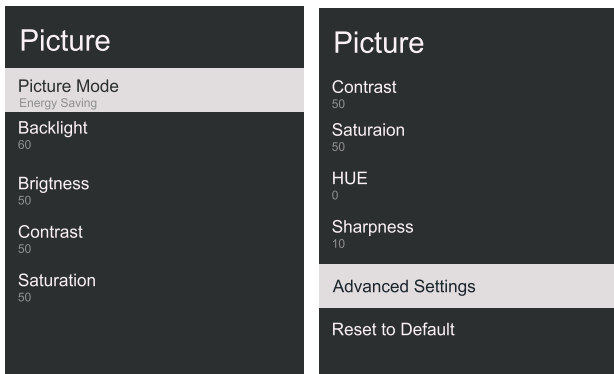 Picture
Picture Mode
Energy Saving
Backlight
60
Brigtness
50
Contrast
50
Saturation
50
Picture
Contrast
50
Saturaion
50
HUE
0
Sharpness
10
Advanced Settings
Reset to Default